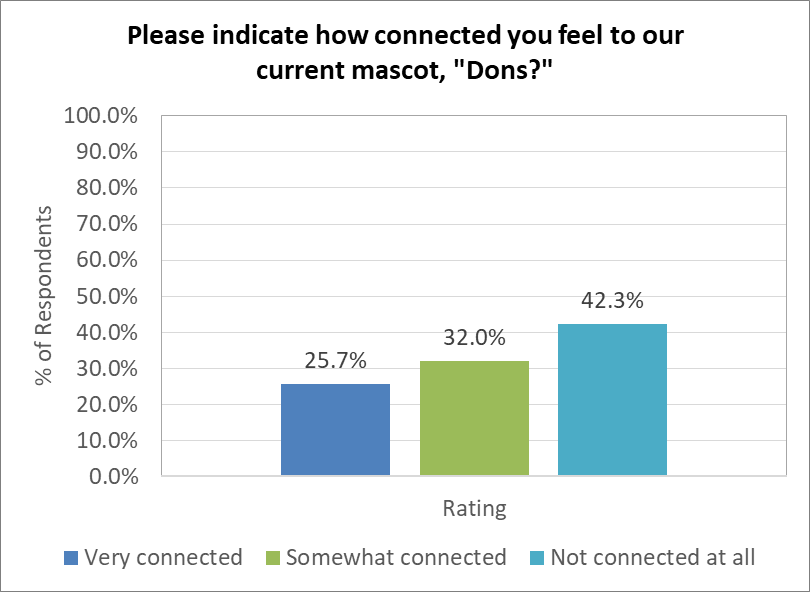 Please indicate how connected you feel to our
current mascot, "Dons?"
100.0%
90.0%
80.0%
70.0%
60.0%
50.0%
40.0%
30.0%
20.0%
10.0%
0.0%
% of Respondents
25.7%
32.0%
42.3%
Rating
Very connected
Somewhat connected
Not connected at all